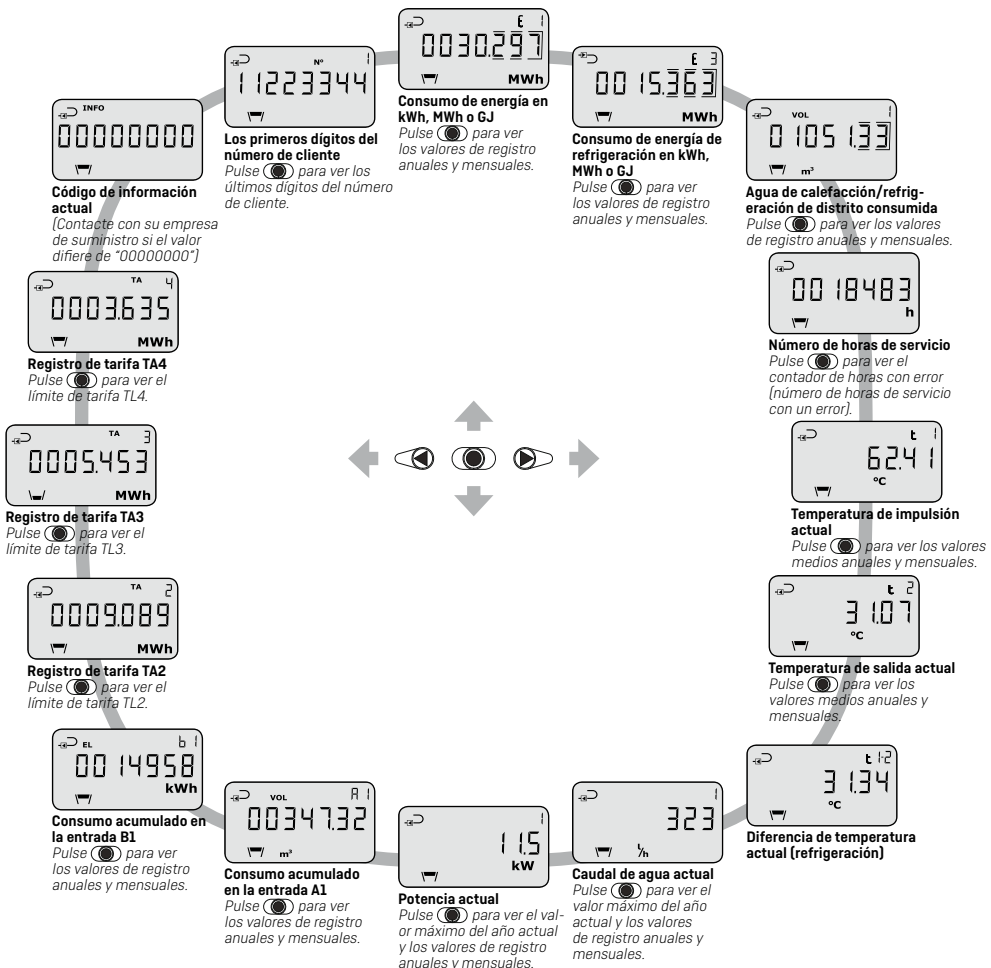 E 1
0030.297
MWh
Consumo de energía en
kWh, MWh o GJ
Pulse para ver
los valores de registro
anuales y mensuales.
E 3
0015.363
MWh
Consumo de energía de
refrigeración en kWh,
MWh o GJ
Pulse para ver
los valores de registro
anuales y mensuales.
VOL 1
01051.33
m³
Agua de calefacción/refrig-
eración de distrito consumida
Pulse para ver los valores
de registro anuales y mensuales.
0018483
h
Número de horas de servicio
Pulse para ver el
contador de horas con error
(número de horas de servicio
con un error).
t 1
62.41
°C
Temperatura de impulsión
actual
Pulse para ver los valores
medios anuales y mensuales.
t 2
31.07
°C
Temperatura de salida actual
Pulse para ver los
valores medios anuales y
mensuales.
t 1-2
31.34
°C
Diferencia de temperatura
actual (refrigeración)
1
323
l/h
Caudal de agua actual
Pulse para ver el
valor máximo del año
actual y los valores
de registro anuales y
mensuales.
1
11.5
kW
Potencia actual
Pulse para ver el val-
or máximo del año actual
y los valores de registro
anuales y mensuales.
VOL A1
00347.32
m³
Consumo acumulado
en la entrada A1
Pulse para ver
los valores de registro
anuales y mensuales.
EL b1
0014958
kWh
Consumo acumulado en
la entrada B1
Pulse para ver
los valores de registro
anuales y mensuales.
TA 2
0009.089
MWh
Registro de tarifa TA2
Pulse para ver el
límite de tarifa TL2.
TA 3
0005.453
MWh
Registro de tarifa TA3
Pulse para ver el
límite de tarifa TL3.
TA 4
0003.635
MWh
Registro de tarifa TA4
Pulse para ver el
límite de tarifa TL4.
INFO
00000000
Código de información
actual
(Contacte con su empresa
de suministro si el valor
difiere de "00000000")
N° 1
11223344
Los primeros dígitos del
número de cliente
Pulse para ver los
últimos dígitos del número
de cliente.